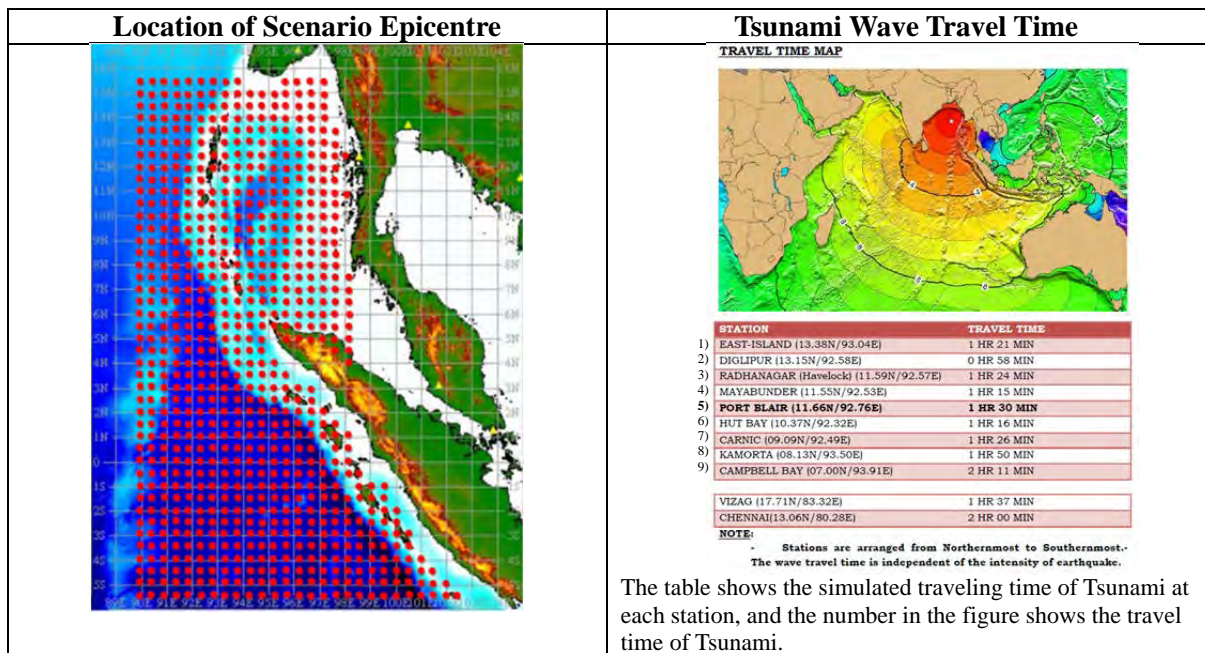 Location of Scenario Epicentre
Tsunami Wave Travel Time
TRAVEL TIME MAP
STATION TRAVEL TIME
1) EAST-ISLAND (13.38N/93.04E) 1 HR 21 MIN
2) DIGLIPUR (13.15N/92.58E) 0 HR 58 MIN
3) RADHANAGAR (Havelock) (11.59N/92.57E) 1 HR 24 MIN
4) MAYABUNDER (11.55N/92.53E) 1 HR 15 MIN
5) PORT BLAIR (11.66N/92.76E) 1 HR 30 MIN
6) HUT BAY (10.37N/92.32E) 1 HR 16 MIN
7) CARNIC (09.09N/92.49E) 1 HR 26 MIN
8) KAMORTA (08.13N/93.50E) 1 HR 50 MIN
9) CAMPBELL BAY (07.00N/93.91E) 2 HR 11 MIN
VIZAG (17.71N/83.32E) 1 HR 37 MIN
CHENNAI(13.06N/80.28E) 2 HR 00 MIN
NOTE:
- Stations are arranged from Northernmost to Southernmost.-
The wave travel time is independent of the intensity of earthquake.
The table shows the simulated traveling time of Tsunami at
each station, and the number in the figure shows the travel
time of Tsunami.